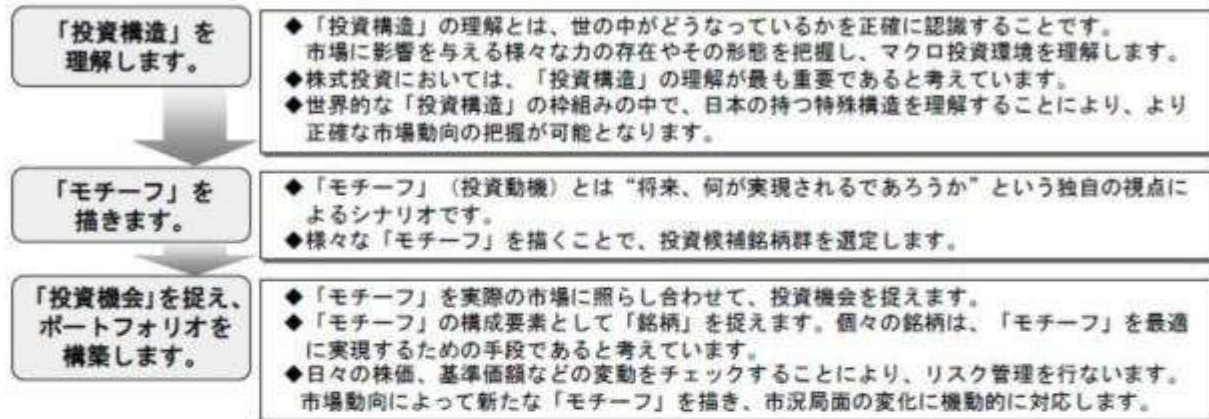 「投資構造」を
理解します。
◆「投資構造」の理解とは、世の中がどうなっているかを正確に認識することです。
市場に影響を与える様々な力の存在やその形態を把握し、マクロ投資環境を理解します。
◆株式投資においては、「投資構造」の理解が最も重要であると考えています。
◆世界的な「投資構造」の枠組みの中で、日本の持つ特殊構造を理解することにより、より
正確な市場動向の把握が可能となります。
「モチーフ」を
描きます。
◆「モチーフ」（投資動機）とは“将来、何が実現されるであろうか”という独自の視点に
よるシナリオです。
◆様々な「モチーフ」を描くことで、投資候補銘柄群を選定します。
「投資機会」を捉え、
ポートフォリオを
構築します。
◆「モチーフ」を実際の市場に照らし合わせて、投資機会を捉えます。
◆「モチーフ」の構成要素として「銘柄」を捉えます。個々の銘柄は、「モチーフ」を最適
に実現するための手段であると考えています。
◆日々の株価、基準価額などの変動をチェックすることにより、リスク管理を行ないます。
市場動向によって新たな「モチーフ」を描き、市況局面の変化に機動的に対応します。